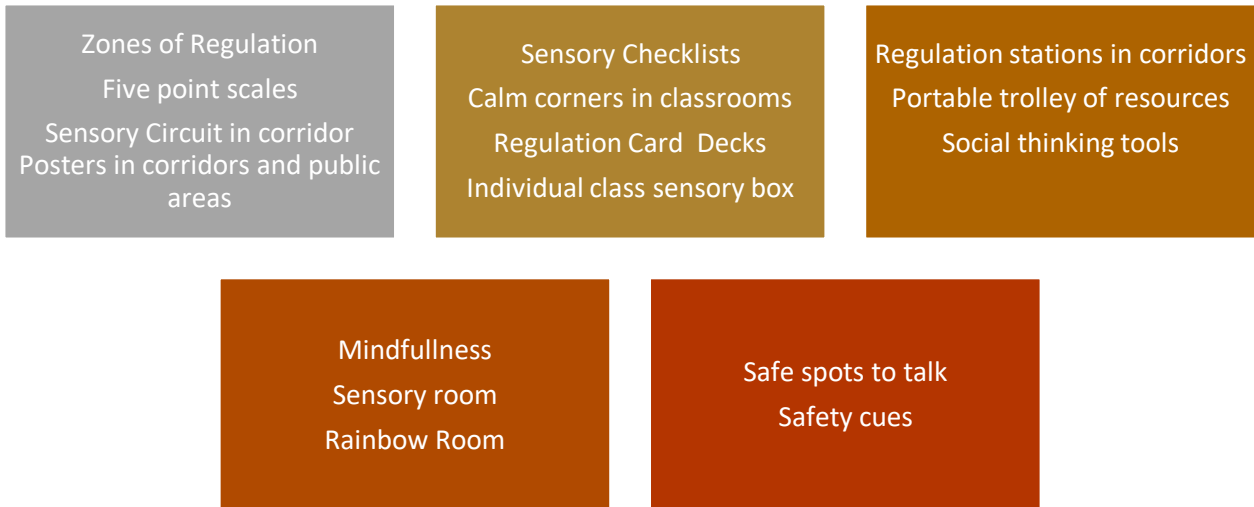 Zones of Regulation
Five point scales
Sensory Circuit in corridor
Posters in corridors and public
areas
Sensory Checklists
Calm corners in classrooms
Regulation Card  Decks
Individual class sensory box
Regulation stations in corridors
Portable trolley of resources
Social thinking tools
Mindfullness
Sensory room
Rainbow Room
Safe spots to talk
Safety cues